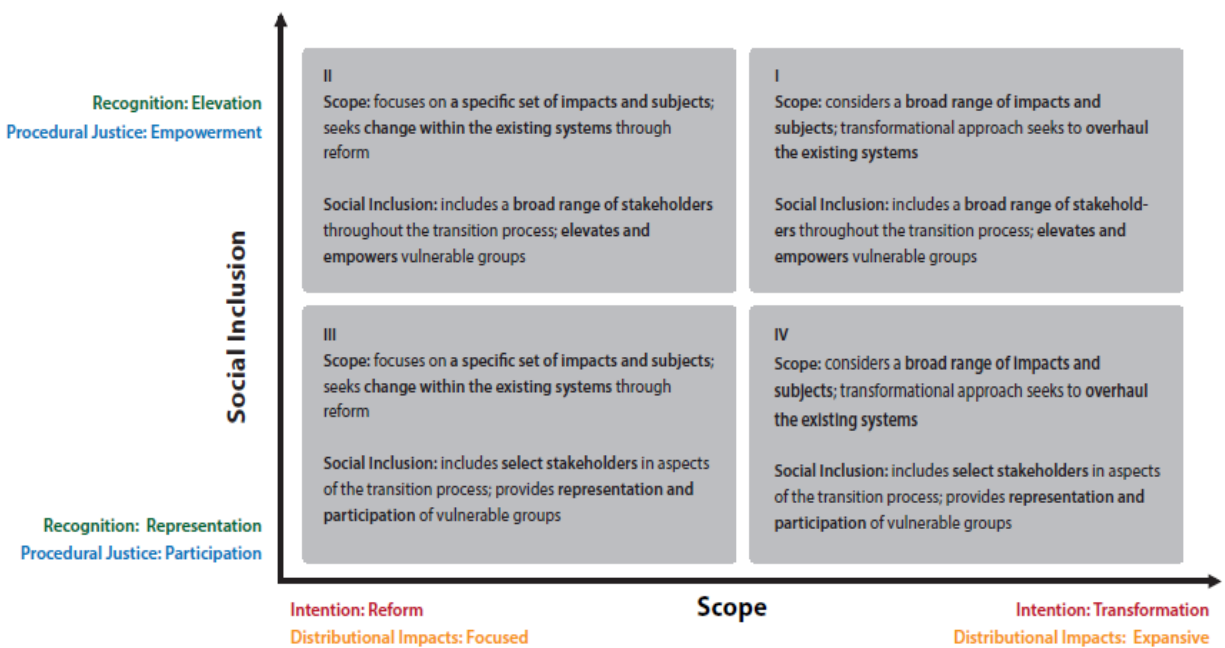 Recognition: Elevation
Procedural Justice: Empowerment
Social Inclusion
Recognition: Representation
Procedural Justice: Participation
II
Scope: focuses on a specific set of impacts and subjects;
seeks change within the existing systems through
reform
Social Inclusion: includes a broad range of stakeholders
throughout the transition process; elevates and
empowers vulnerable groups
I
Scope: considers a broad range of impacts and
subjects; transformational approach seeks to overhaul
the existing systems
Social Inclusion: includes a broad range of stakehold-
ers throughout the transition process; elevates and
empowers vulnerable groups
III
Scope: focuses on a specific set of impacts and subjects;
seeks change within the existing systems through
reform
Social Inclusion: includes select stakeholders in aspects
of the transition process; provides representation and
participation of vulnerable groups
IV
Scope: considers a broad range of impacts and
subjects; transformational approach seeks to overhaul
the existing systems
Social Inclusion: includes select stakeholders in aspects
of the transition process; provides representation and
participation of vulnerable groups
Intention: Reform
Distributional Impacts: Focused
Scope
Intention: Transformation
Distributional Impacts: Expansive